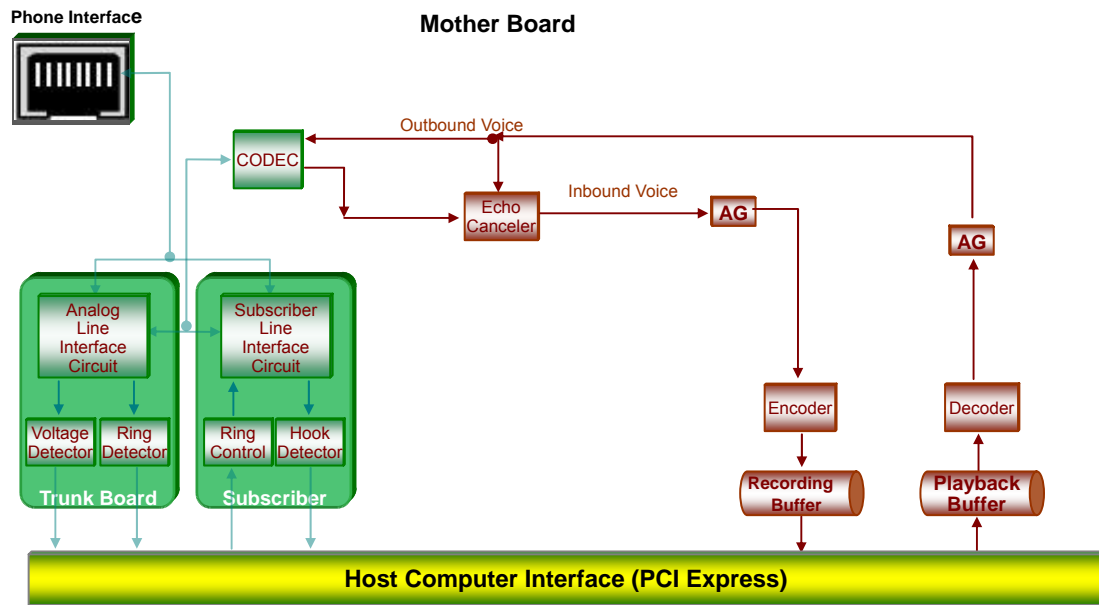 Phone Interface
Mother Board
Outbound Voice
CODEC
Inbound Voice
Echo
Canceler
AG
AG
Analog
Line
Interface
Circuit
Subscriber
Line
Interface
Circuit
Encoder
Decoder
Voltage
Detector
Ring
Detector
Ring
Control
Hook
Detector
Trunk Board
Subscriber
Recording
Buffer
Playback
Buffer
Host Computer Interface (PCI Express)